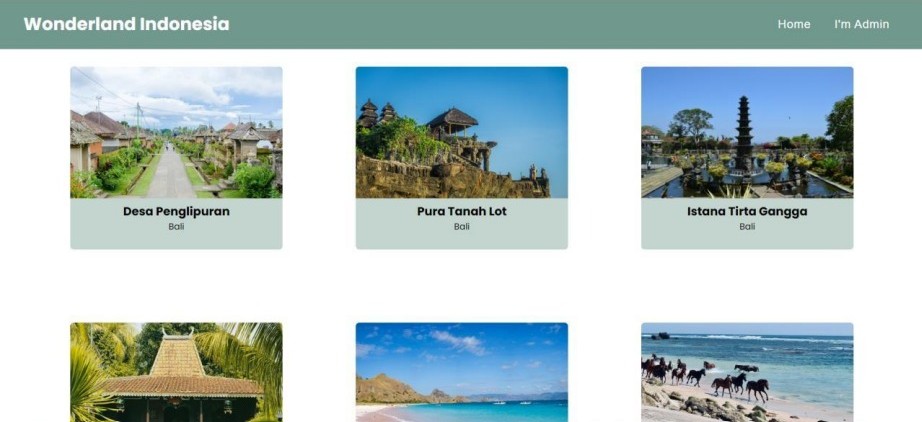 Wonderland Indonesia
Home I'm Admin
Desa Penglipuran
Bali
Pura Tanah Lot
Bali
Istana Tirta Gangga
Bali